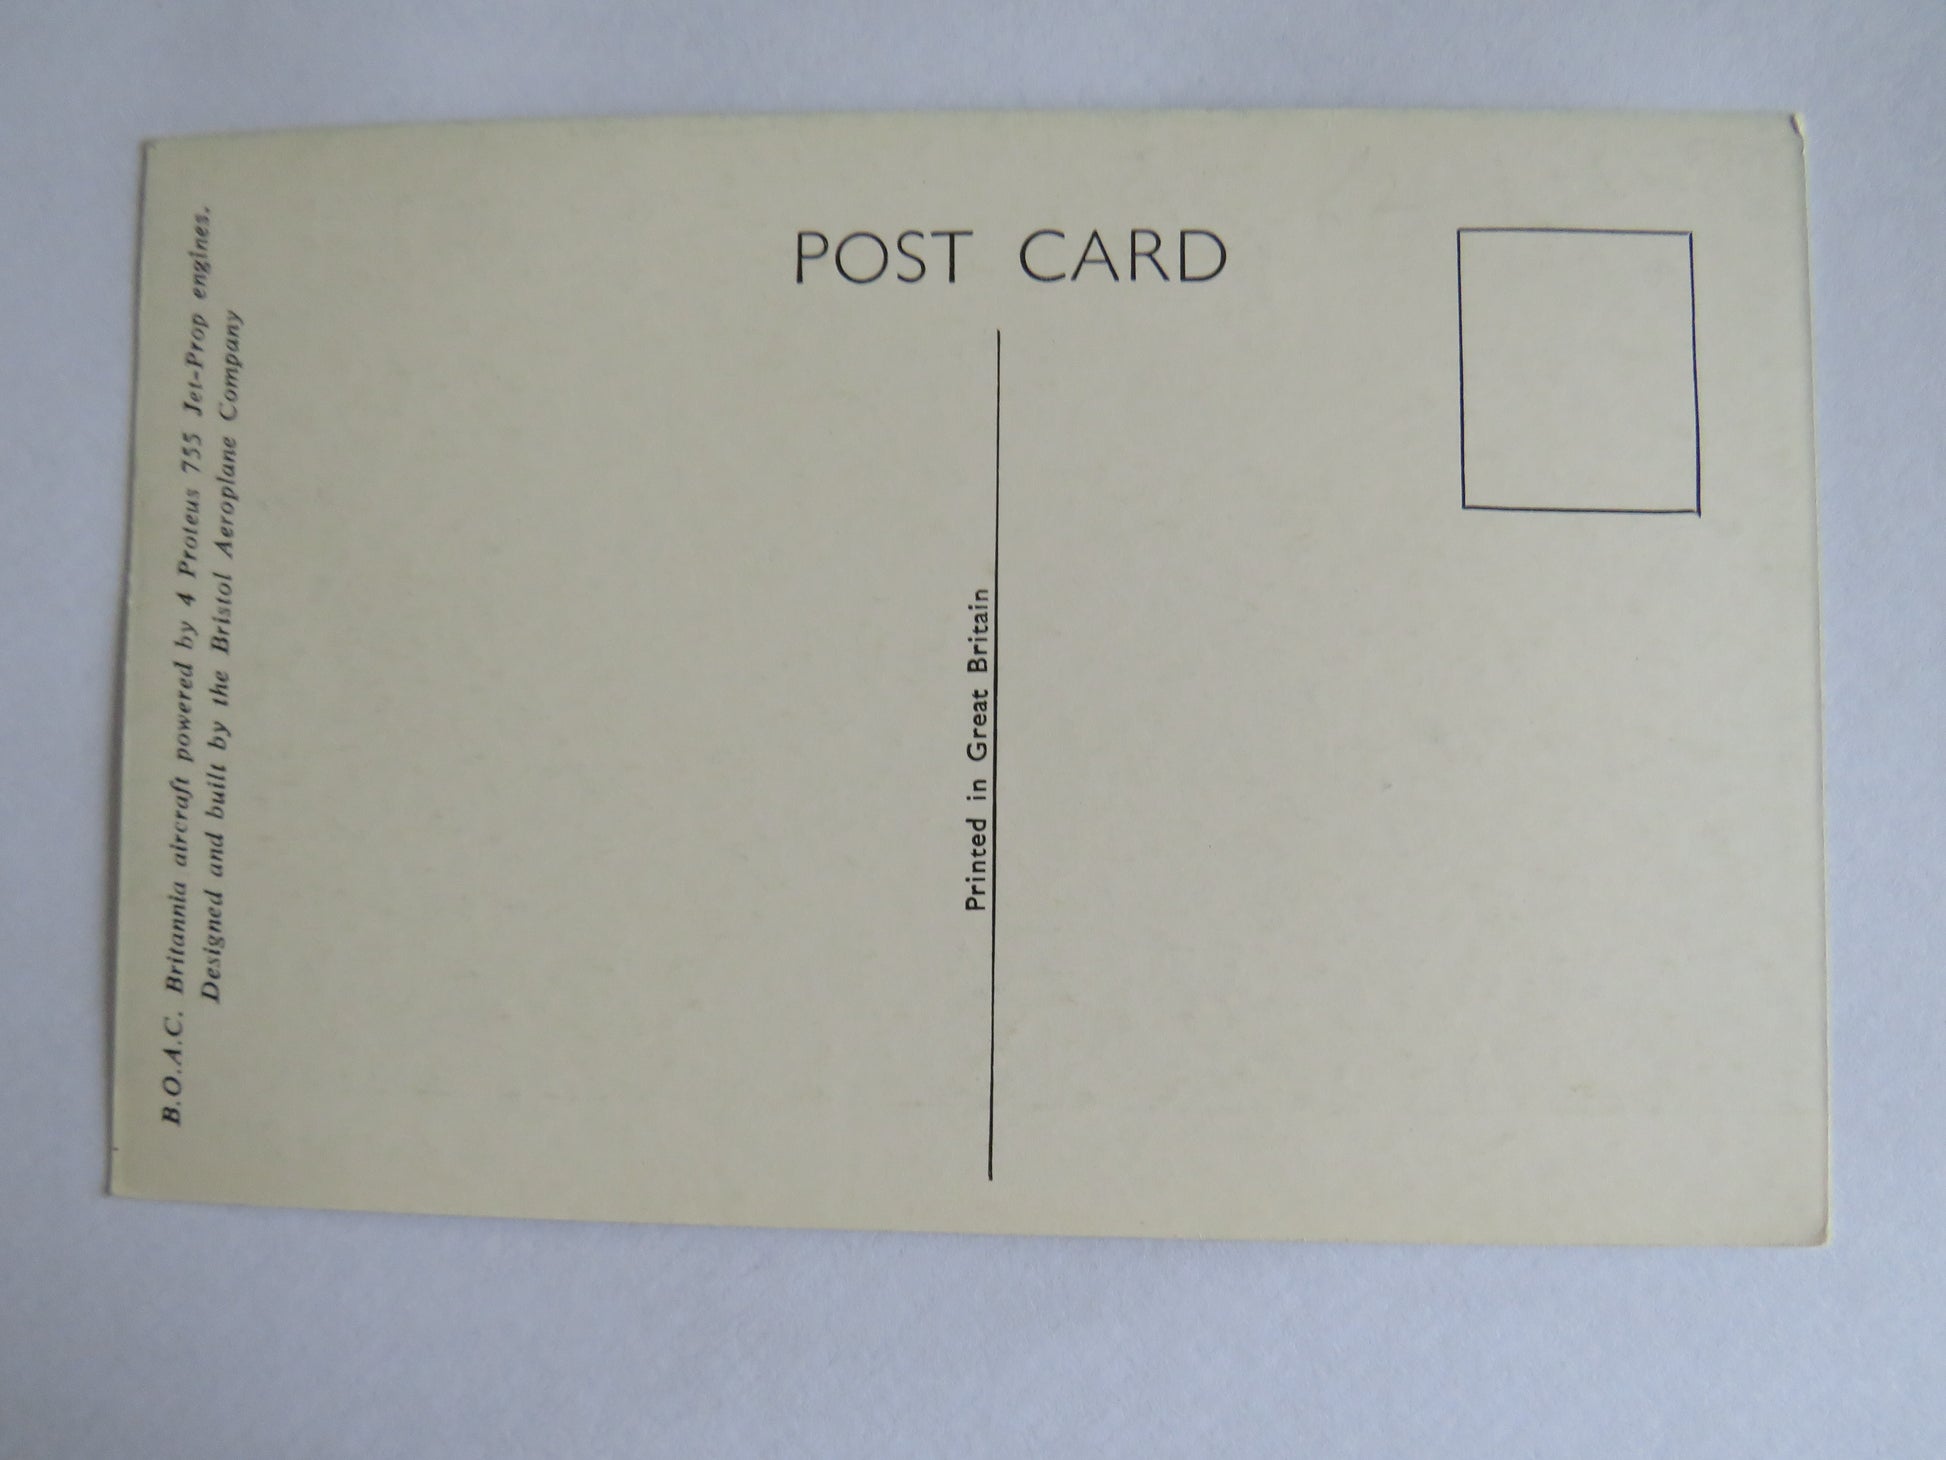 POST CARD
B.O.A.C. Britannia aircraft powered by 4 Proteus 755 Jet-Prop engines.
Designed and built by the Bristol Aeroplane Company
Printed in Great Britain